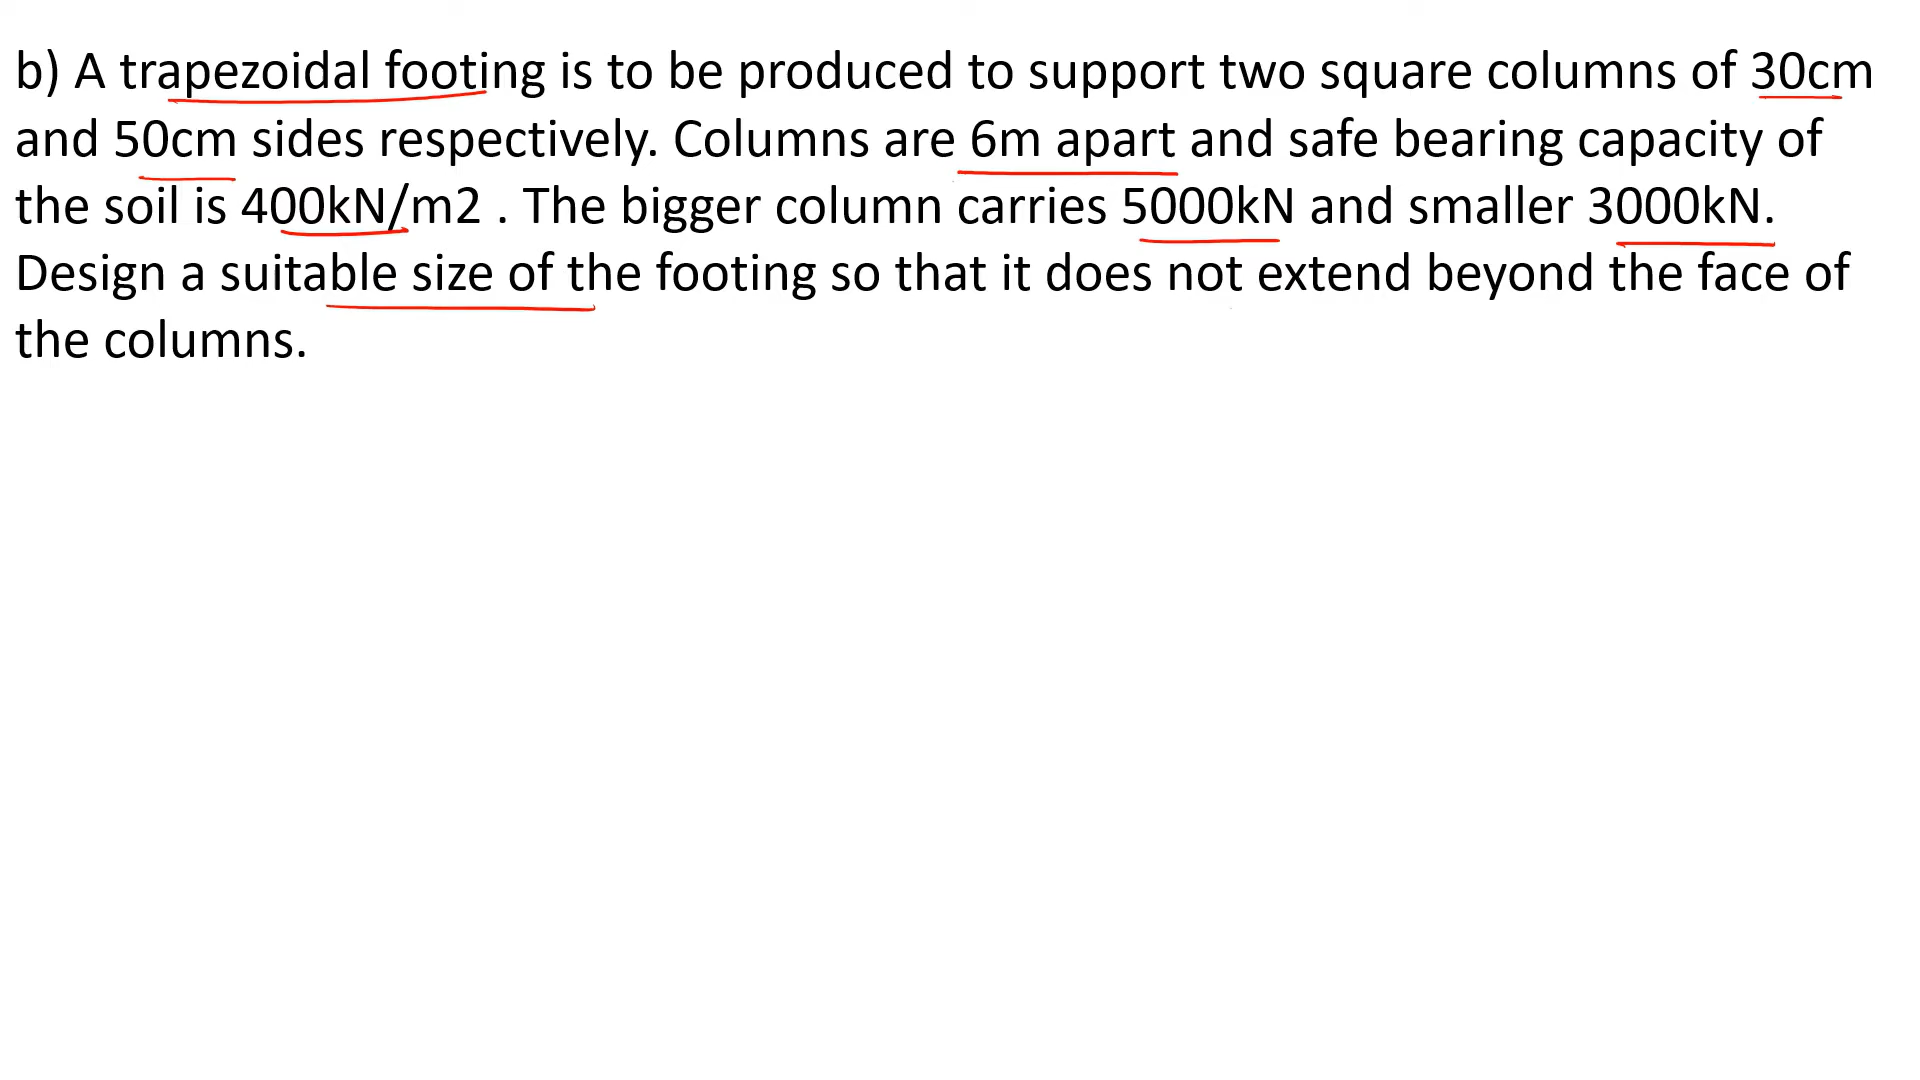 b) A trapezoidal footing is to be produced to support two square columns of 30cm
and 50cm sides respectively. Columns are 6m apart and safe bearing capacity of
the soil is 400kN/m2 . The bigger column carries 5000kN and smaller 3000kN.
Design a suitable size of the footing so that it does not extend beyond the face of
the columns.